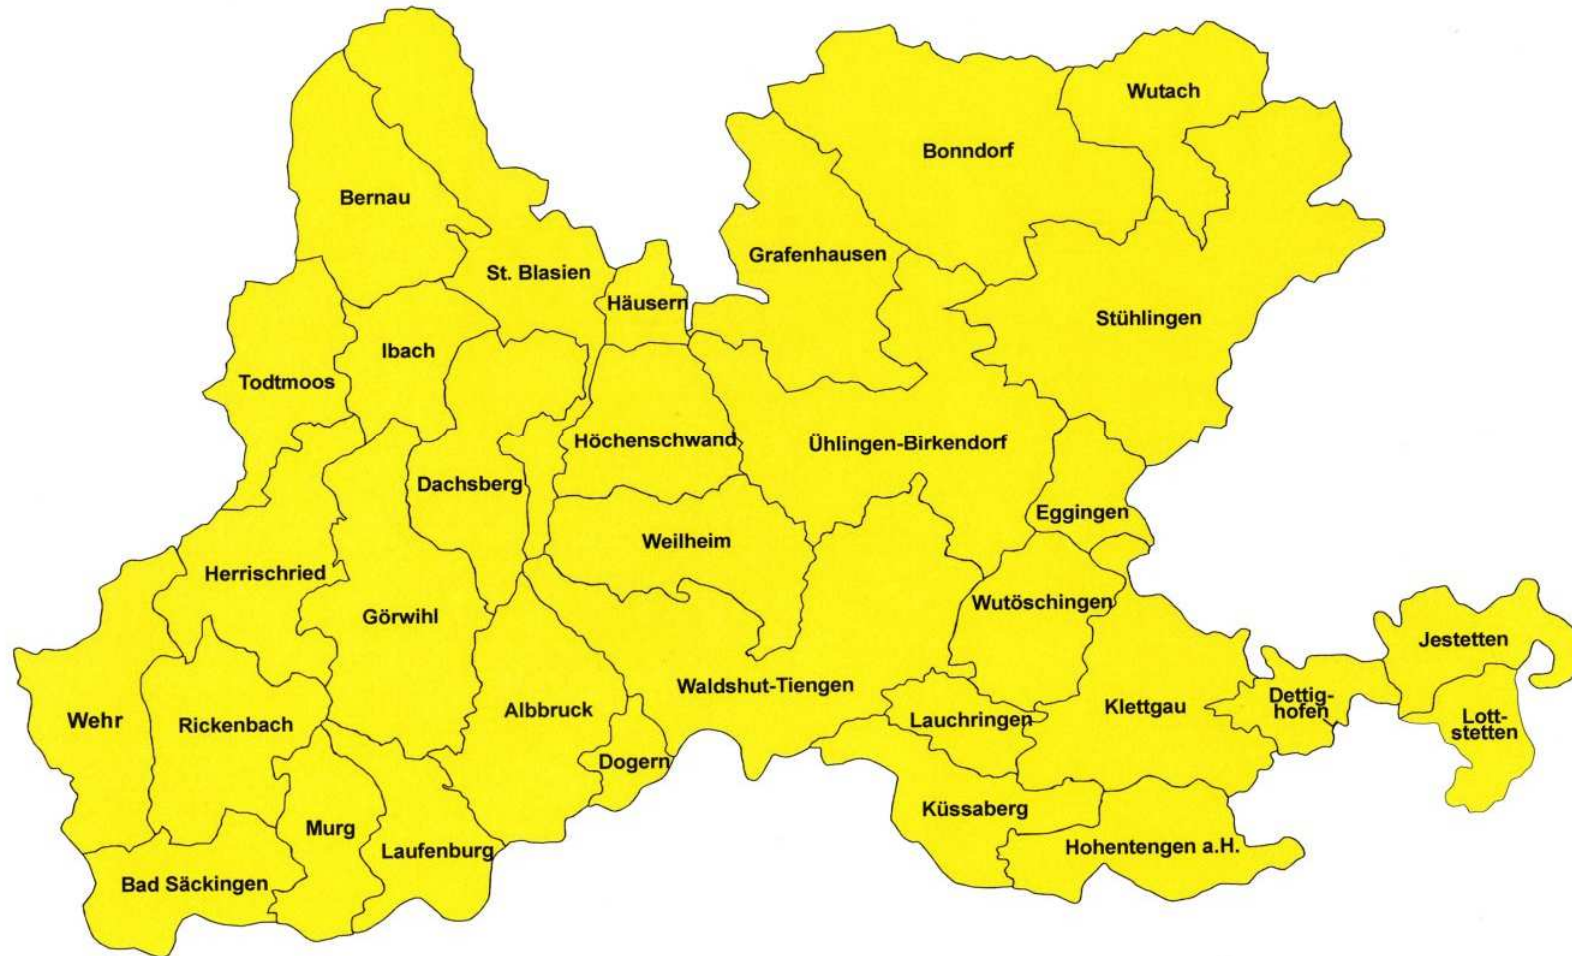 Wutach
Bonndorf
Bernau
Grafenhausen
St. Blasien
Häusern
Stühlingen
Ibach
Todtmoos
Höchenschwand
Ühlingen-Birkendorf
Dachsberg
Eggingen
Weilheim
Herrischried
Wutöschingen
Görwihl
Jestetten
Waldshut-Tiengen
Dettig-
hofen
Klettgau
Albbruck
Lauchringen
Wehr
Rickenbach
Lott-
stetten
Dogern
Küssaberg
Murg
Hohentengen a.H.
Laufenburg
Bad Säckingen